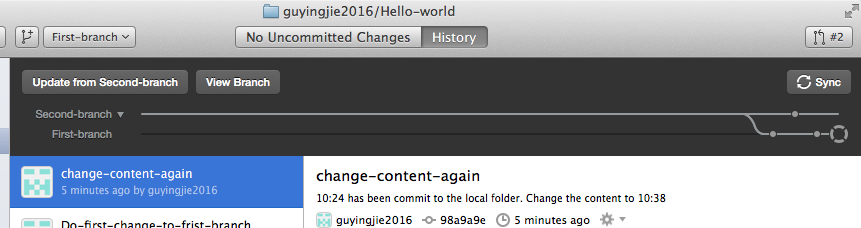 guyingjie2016/Hello-world
First-branch No Uncommitted Changes History #2
Update from Second-branch View Branch Sync
Second-branch
First-branch
change-content-again
5 minutes ago by guyingjie2016
Do-first-change-to-frist-branch
change-content-again
10:24 has been commit to the local folder. Change the content to 10:38
guyingjie2016 98a9a9e 5 minutes ago